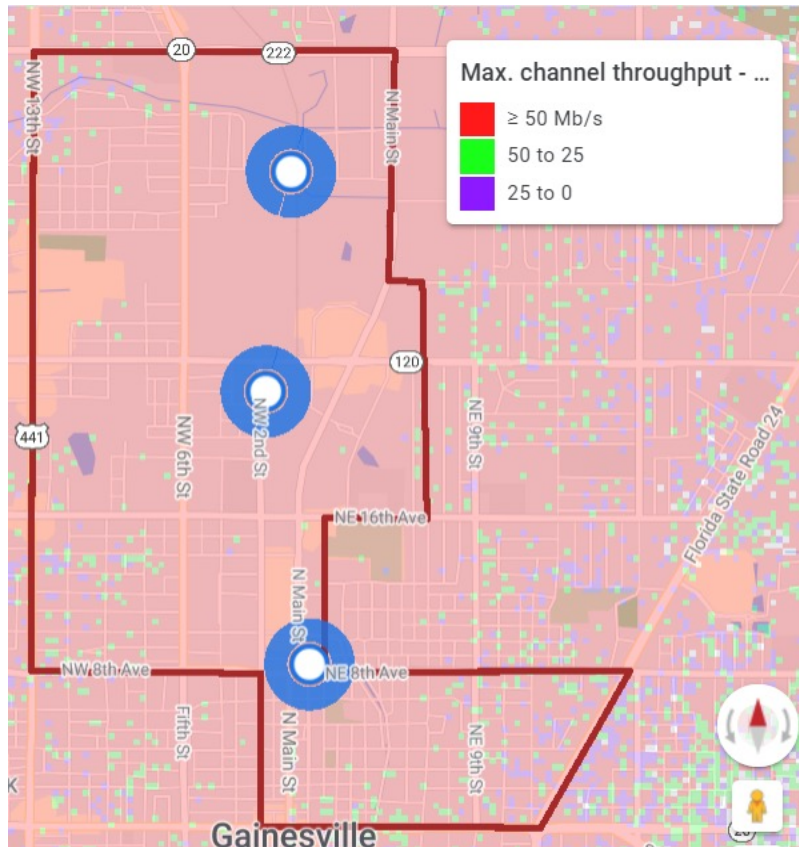 20
222
Max. channel throughput - ...
≥ 50 Mb/s
50 to 25
25 to 0
NW 13th St
N Main St
120
441
NW 6th St
NW 2nd St
NE 9th St
Florida State Road 24
NE 16th Ave
N Main St
NW 8th Ave
NE 8th Ave
Fifth St
N Main St
NE 9th St
K
Gainesville